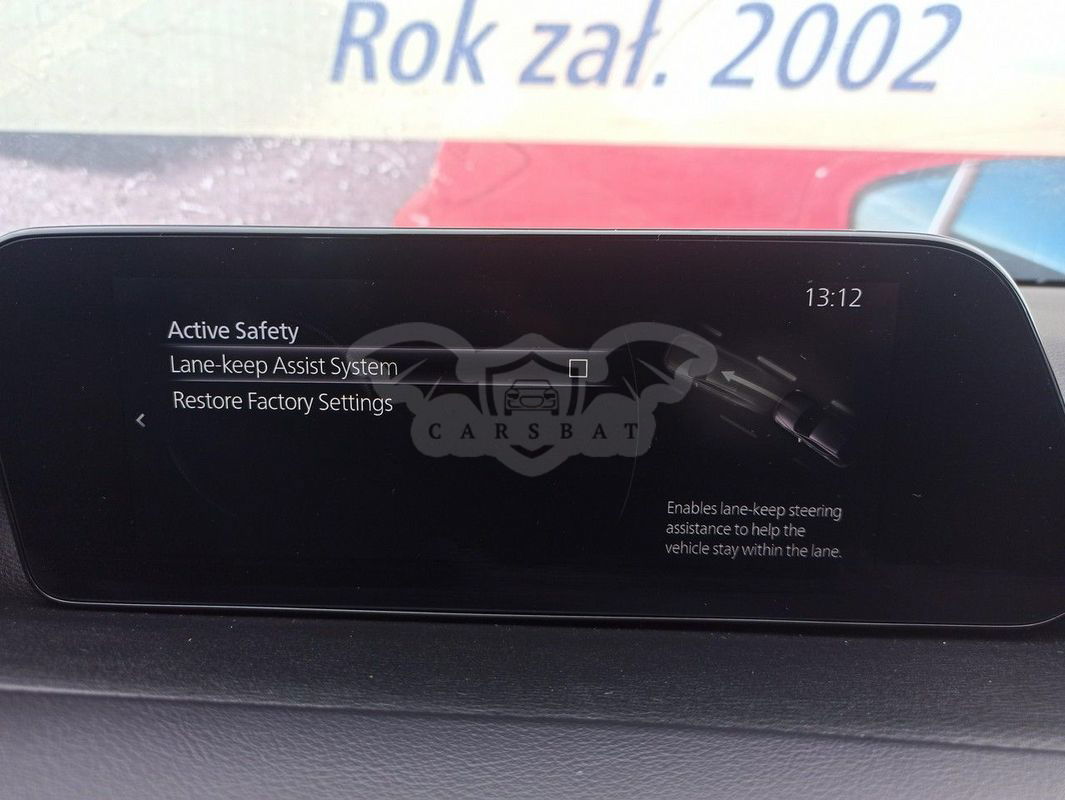 Rok zał. 2002
13:12
Active Safety
Lane-keep Assist System
Restore Factory Settings
CARSBAT
Enables lane-keep steering
assistance to help the
vehicle stay within the lane.